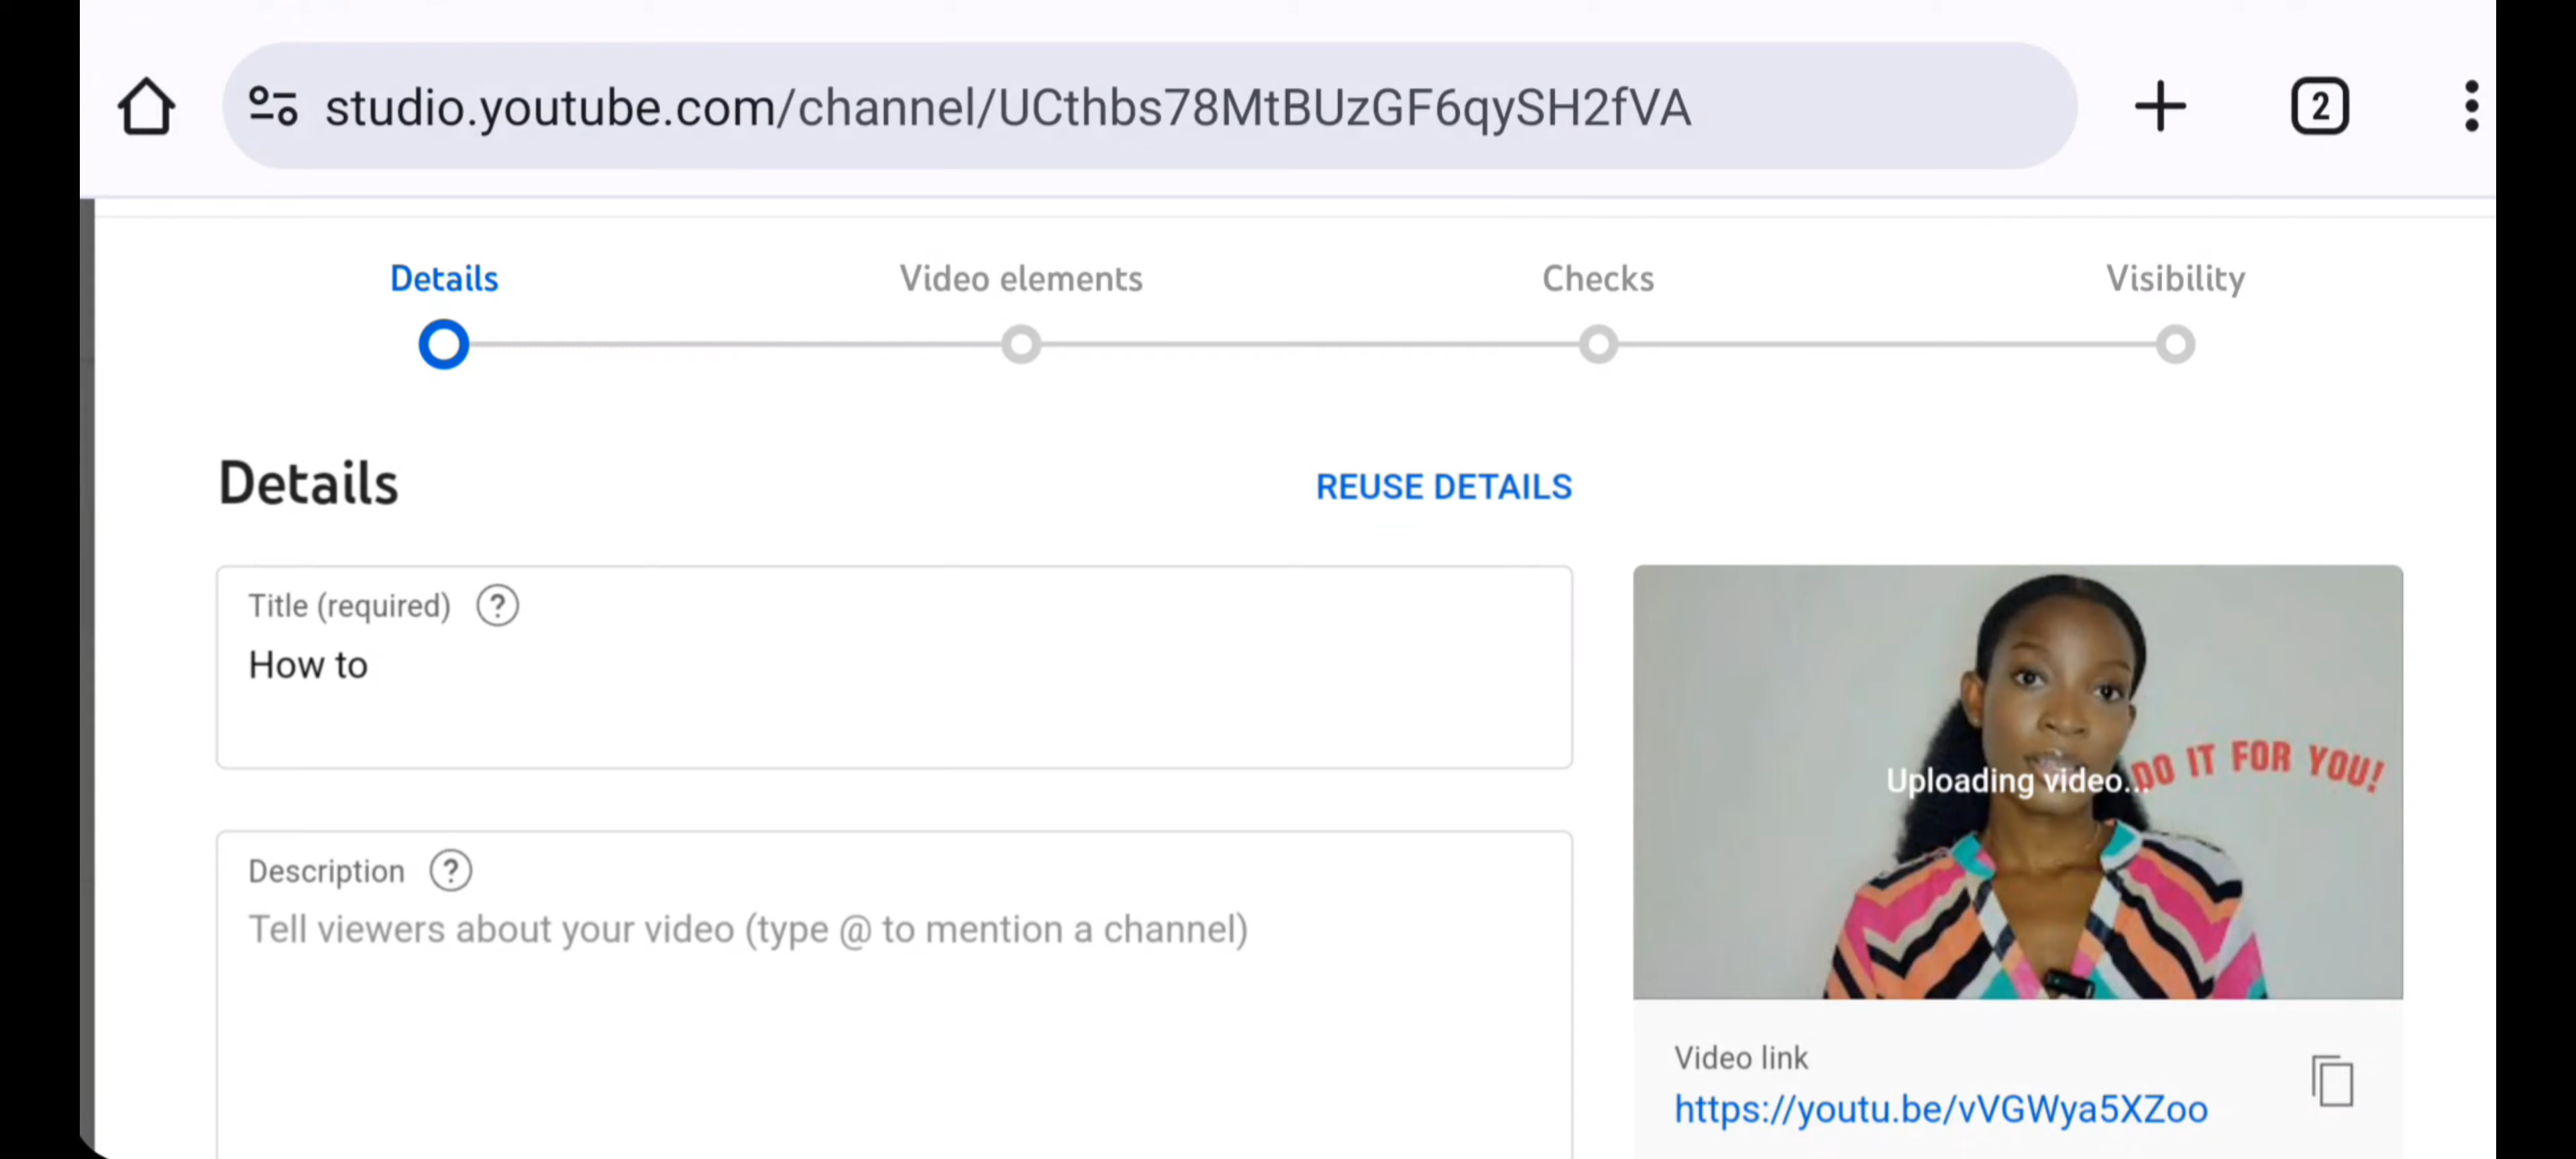 studio.youtube.com/channel/UCthbs78MtBUzGF6qySH2fVA
2
Details
Video elements
Checks
Visibility
Details
REUSE DETAILS
Title (required) ?
How to
Description ?
Tell viewers about your video (type @ to mention a channel)
DO IT FOR YOU!
Uploading video...
Video link
https://youtu.be/vVGWya5XZoo